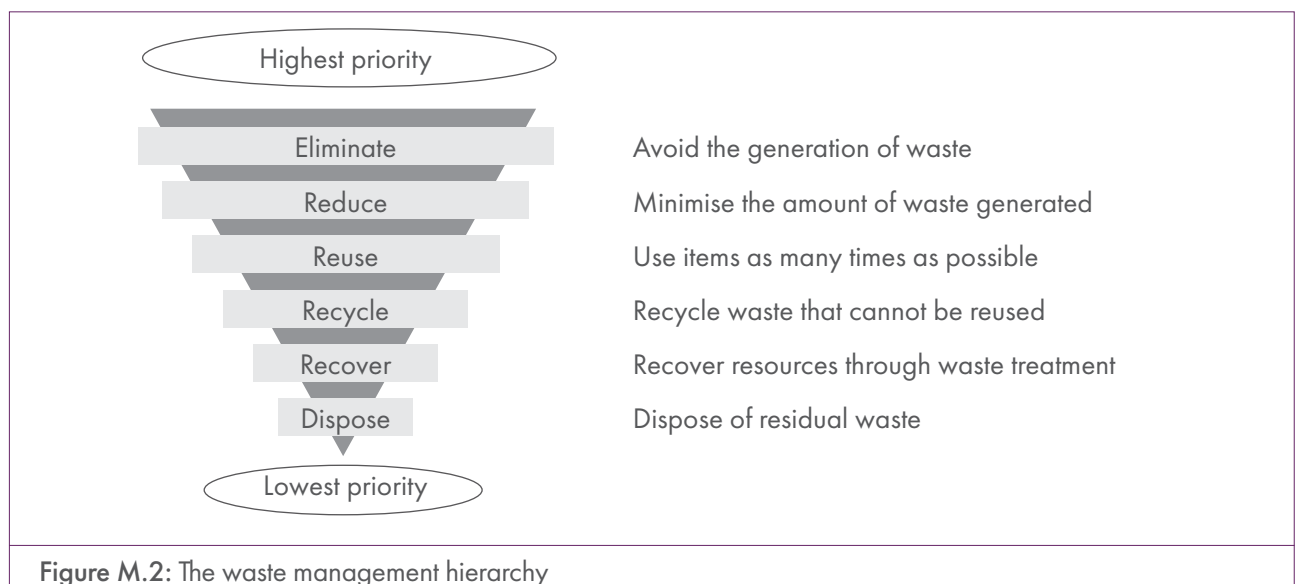 Highest priority
Eliminate Avoid the generation of waste
Reduce Minimise the amount of waste generated
Reuse Use items as many times as possible
Recycle Recycle waste that cannot be reused
Recover Recover resources through waste treatment
Dispose Dispose of residual waste
Lowest priority
Figure M.2: The waste management hierarchy